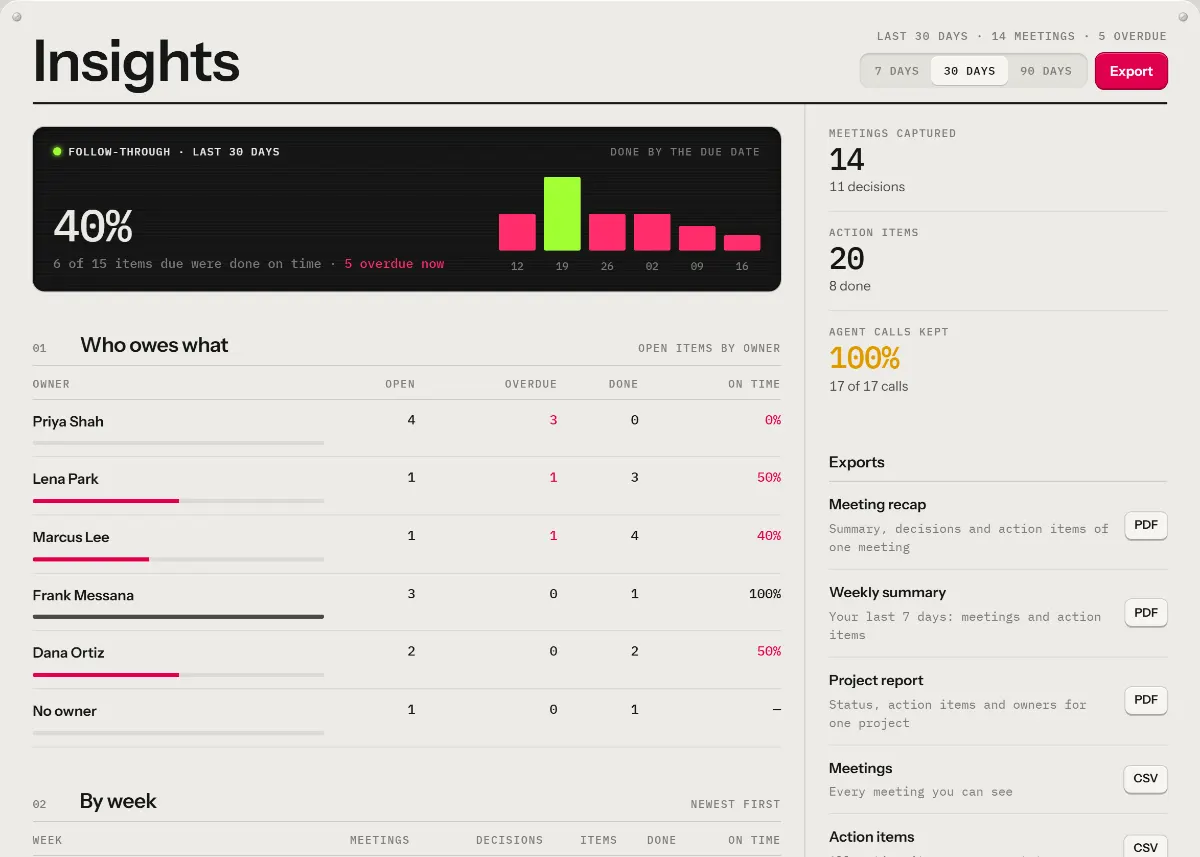 Insights
LAST 30 DAYS · 14 MEETINGS · 5 OVERDUE
7 DAYS 30 DAYS 90 DAYS Export
FOLLOW-THROUGH · LAST 30 DAYS DONE BY THE DUE DATE
40%
6 of 15 items due were done on time · 5 overdue now
12 19 26 02 09 16
01 Who owes what OPEN ITEMS BY OWNER
OWNER OPEN OVERDUE DONE ON TIME
Priya Shah 4 3 0 0%
Lena Park 1 1 3 50%
Marcus Lee 1 1 4 40%
Frank Messana 3 0 1 100%
Dana Ortiz 2 0 2 50%
No owner 1 0 1 —
02 By week NEWEST FIRST
WEEK MEETINGS DECISIONS ITEMS DONE ON TIME
MEETINGS CAPTURED
14
11 decisions
ACTION ITEMS
20
8 done
AGENT CALLS KEPT
100%
17 of 17 calls
Exports
Meeting recap
Summary, decisions and action items of
one meeting
PDF
Weekly summary
Your last 7 days: meetings and action
items
PDF
Project report
Status, action items and owners for
one project
PDF
Meetings
Every meeting you can see
CSV
Action items
CSV